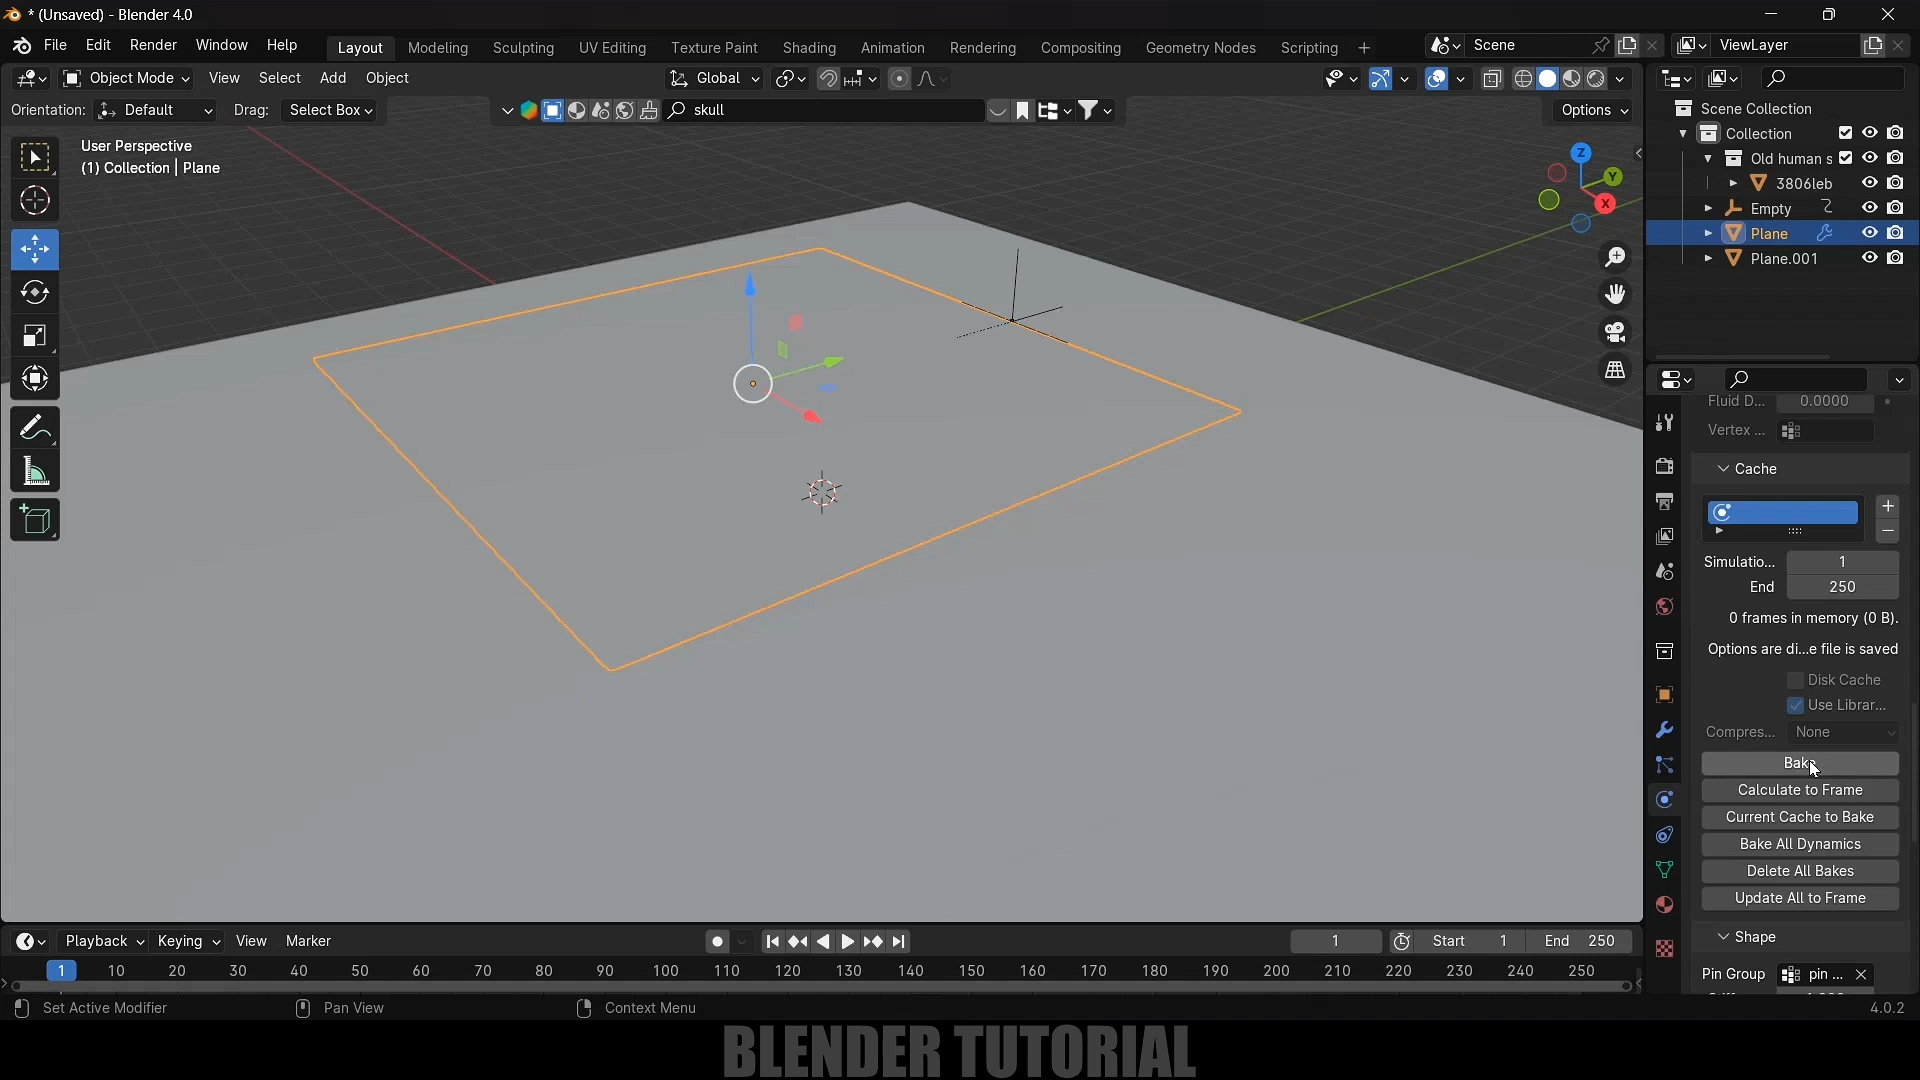 * (Unsaved) - Blender 4.0
File Edit Render Window Help Layout Modeling Sculpting UV Editing Texture Paint Shading Animation Rendering Compositing Geometry Nodes Scripting + Scene ViewLayer
Object Mode View Select Add Object Global
Orientation: Default Drag: Select Box skull Options
User Perspective
(1) Collection | Plane
Z
Y
X
Scene Collection
Collection
Old human s
3806leb
Empty
Plane
Plane.001
Fluid D... 0.0000
Vertex ...
Cache
Simulatio... 1
End 250
0 frames in memory (0 B).
Options are di...e file is saved
Disk Cache
Use Librar...
Compres... None
Bake
Calculate to Frame
Current Cache to Bake
Bake All Dynamics
Delete All Bakes
Update All to Frame
Shape
Pin Group pin ...
Playback Keying View Marker 1 Start 1 End 250
1 10 20 30 40 50 60 70 80 90 100 110 120 130 140 150 160 170 180 190 200 210 220 230 240 250
Set Active Modifier Pan View Context Menu 4.0.2
BLENDER TUTORIAL